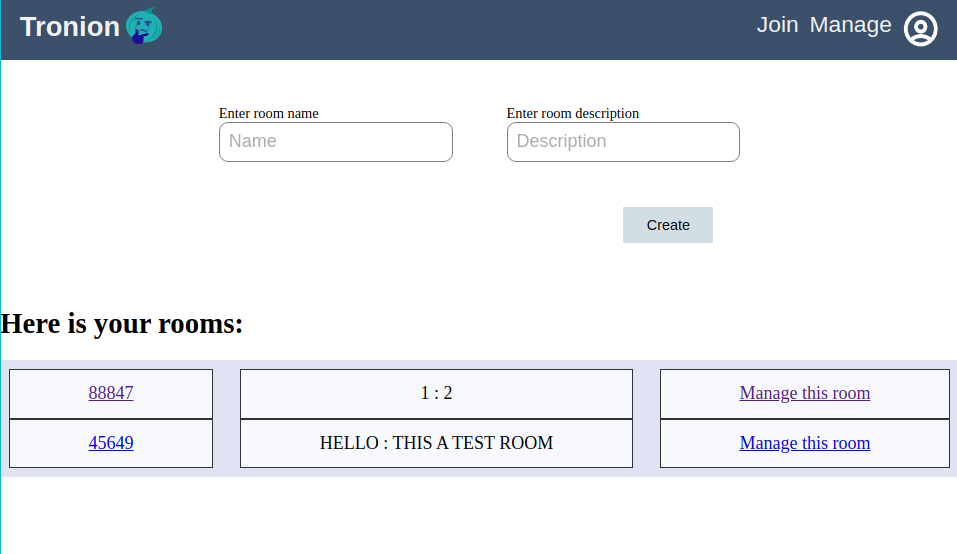 Tronion
Join Manage
Enter room name
Enter room description
Name
Description
Create
Here is your rooms:
88847
1 : 2
Manage this room
45649
HELLO : THIS A TEST ROOM
Manage this room